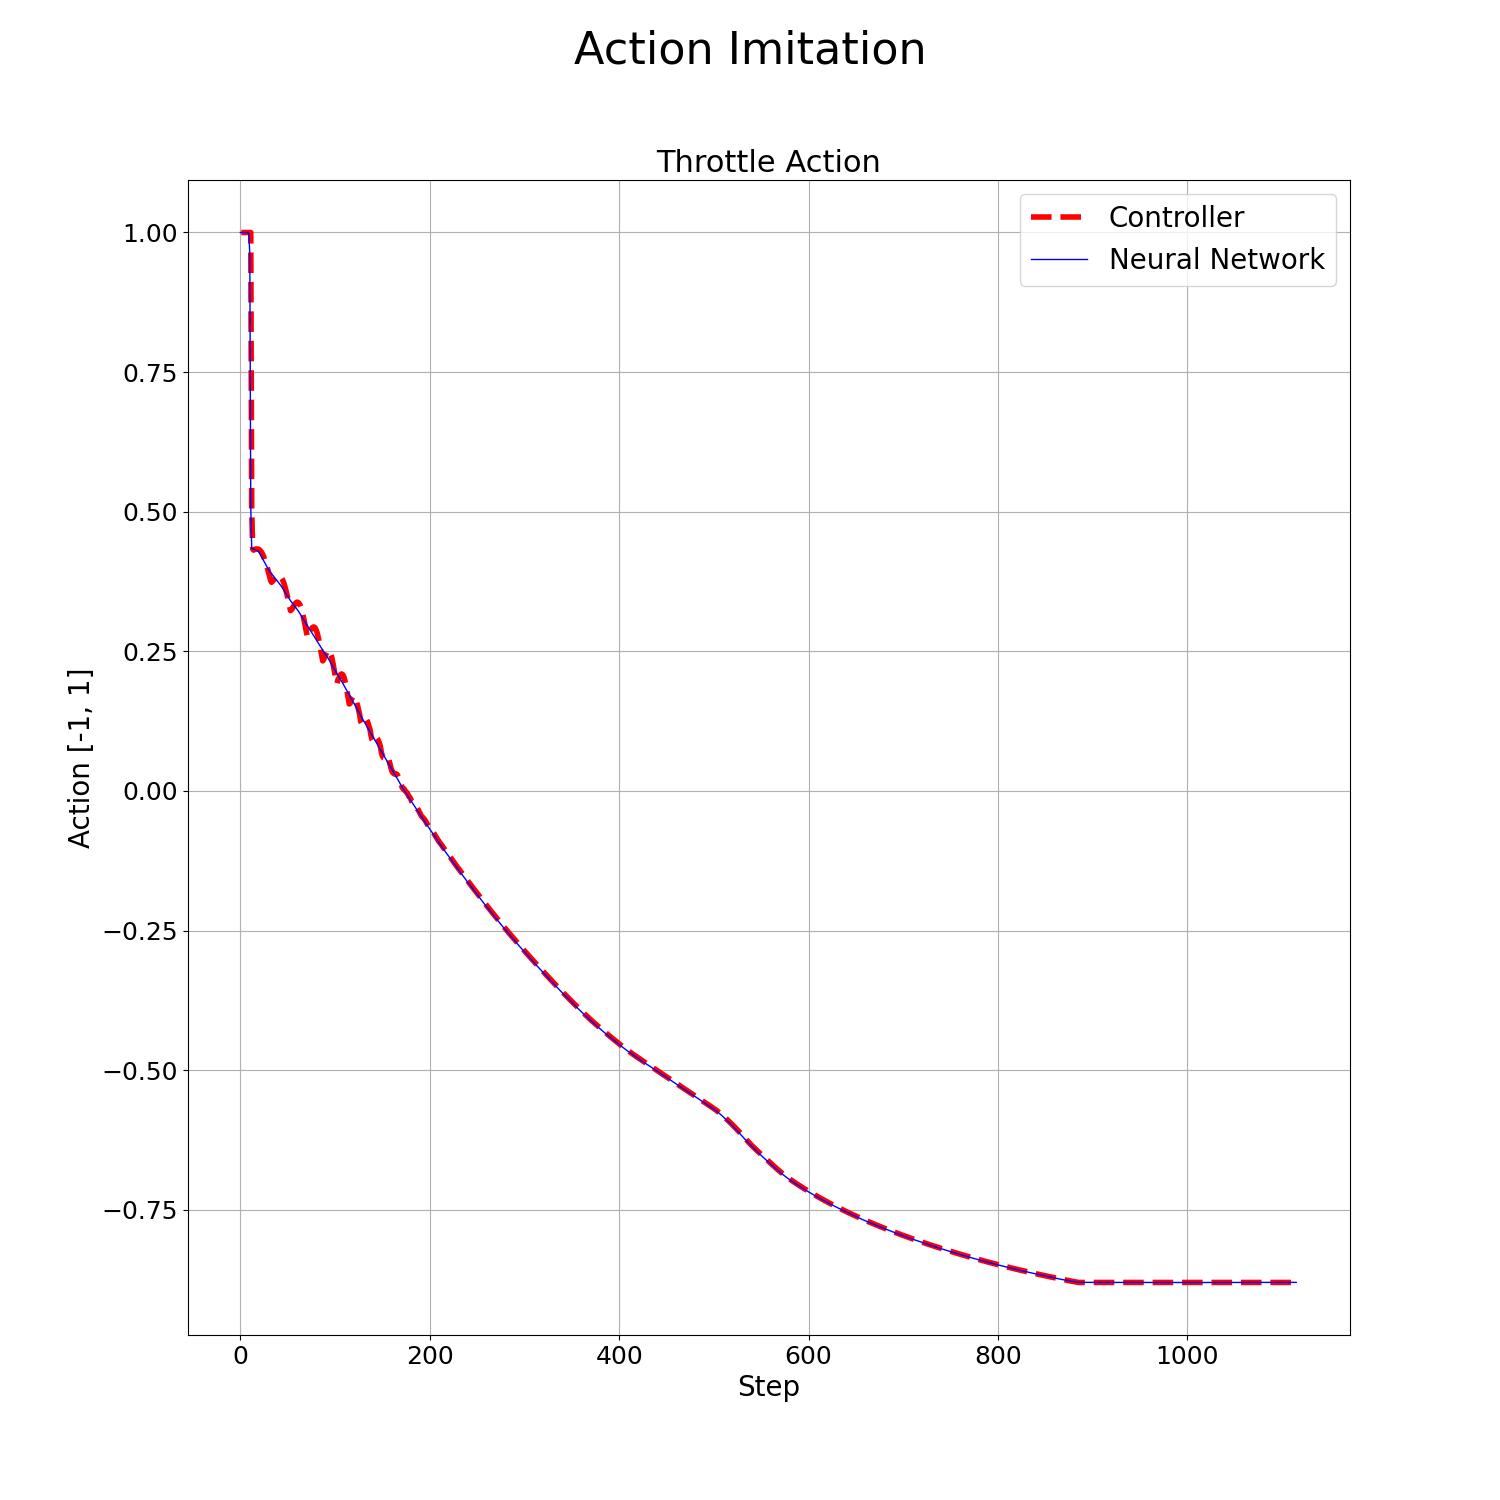 Action Imitation
Throttle Action
Controller
Neural Network
1.00
0.75
0.50
0.25
0.00
−0.25
−0.50
−0.75
Action [-1, 1]
0 200 400 600 800 1000
Step